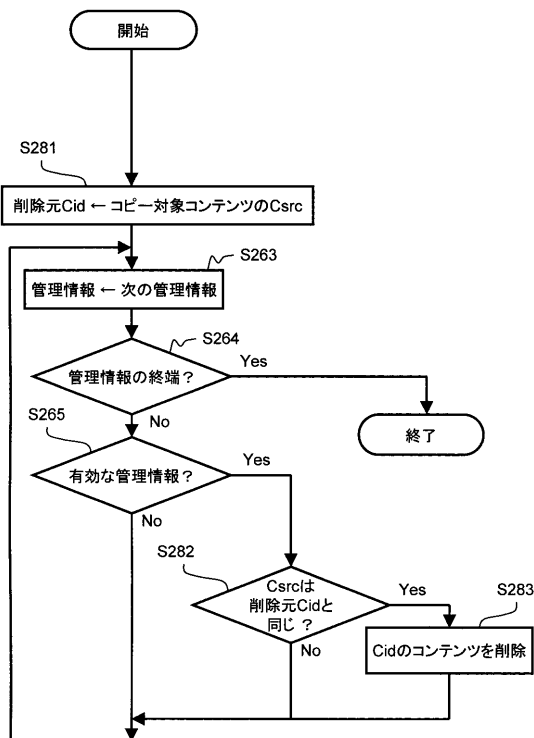 開始
S281
削除元Cid ← コピー対象コンテンツのCsrc
S263
管理情報 ← 次の管理情報
S264
管理情報の終端？
Yes
No
終了
S265
有効な管理情報？
Yes
No
S282
Csrcは
削除元Cidと
同じ？
Yes
No
S283
Cidのコンテンツを削除